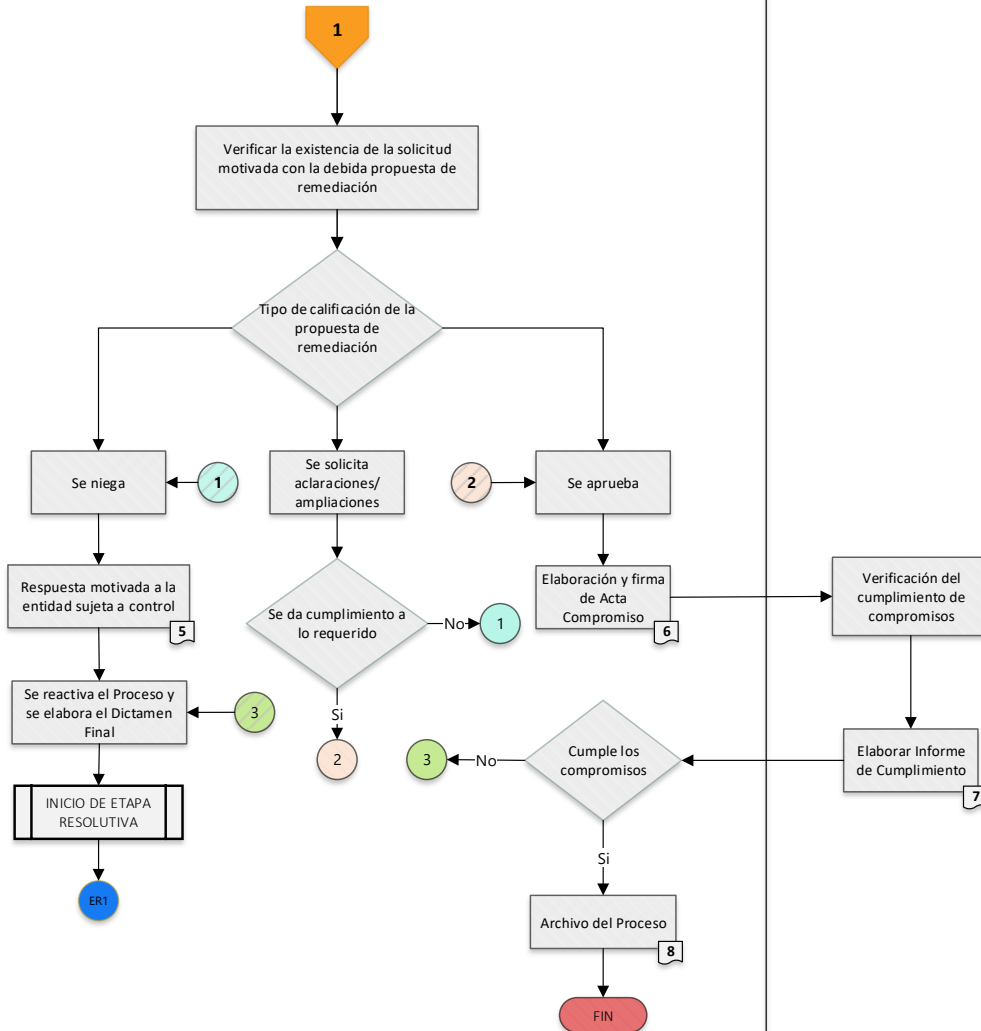 1
Verificar la existencia de la solicitud
motivada con la debida propuesta de
remediación
Tipo de calificación de la
propuesta de
remediación
Se niega
1
Se solicita
aclaraciones/
ampliaciones
2
Se aprueba
Respuesta motivada a la
entidad sujeta a control
5
Se da cumplimiento a
lo requerido
No
1
Elaboración y firma
de Acta
Compromiso
6
Verificación del
cumplimiento de
compromisos
Se reactiva el Proceso y
se elabora el Dictamen
Final
3
Si
2
3
No
Cumple los
compromisos
Elaborar Informe
de Cumplimiento
7
INICIO DE ETAPA
RESOLUTIVA
ER1
Si
Archivo del Proceso
8
FIN